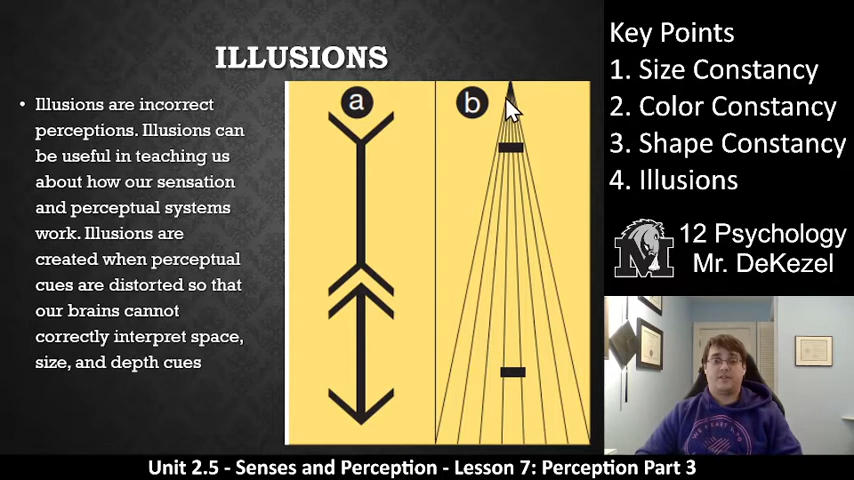 ILLUSIONS
• Illusions are incorrect
perceptions. Illusions can
be useful in teaching us
about how our sensation
and perceptual systems
work. Illusions are
created when perceptual
cues are distorted so that
our brains cannot
correctly interpret space,
size, and depth cues
a
b
Key Points
1. Size Constancy
2. Color Constancy
3. Shape Constancy
4. Illusions
M
12 Psychology
Mr. DeKezel
Unit 2.5 - Senses and Perception - Lesson 7: Perception Part 3